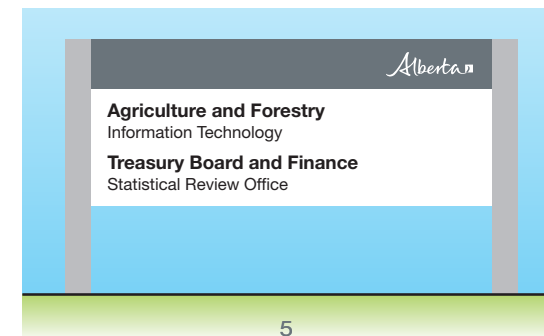 Alberta
Agriculture and Forestry
Information Technology
Treasury Board and Finance
Statistical Review Office
5